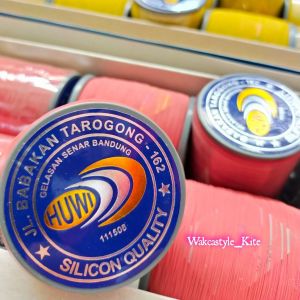 JL. BABAKAN TAROGONG - 162
GELASAN SENAR BANDUNG
HUWI
111508
SILICON QUALITY
Wakcastyle_Kite